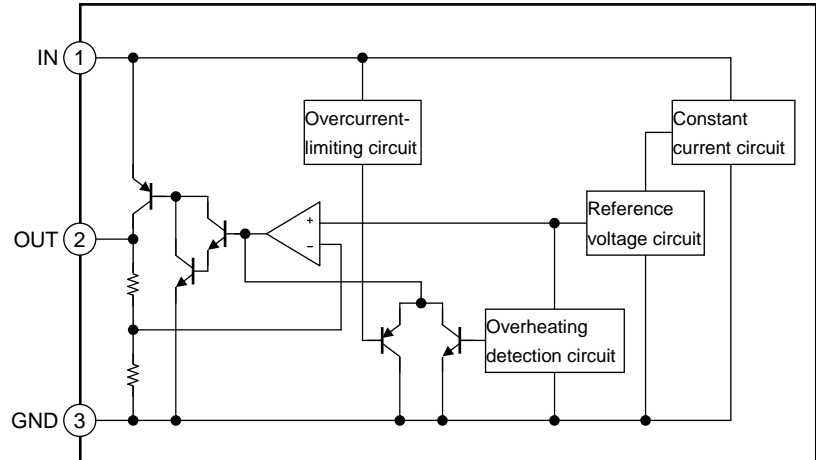 IN 1
Overcurrent-
limiting circuit
Constant
current circuit
Reference
voltage circuit
OUT 2
+
−
Overheating
detection circuit
GND 3